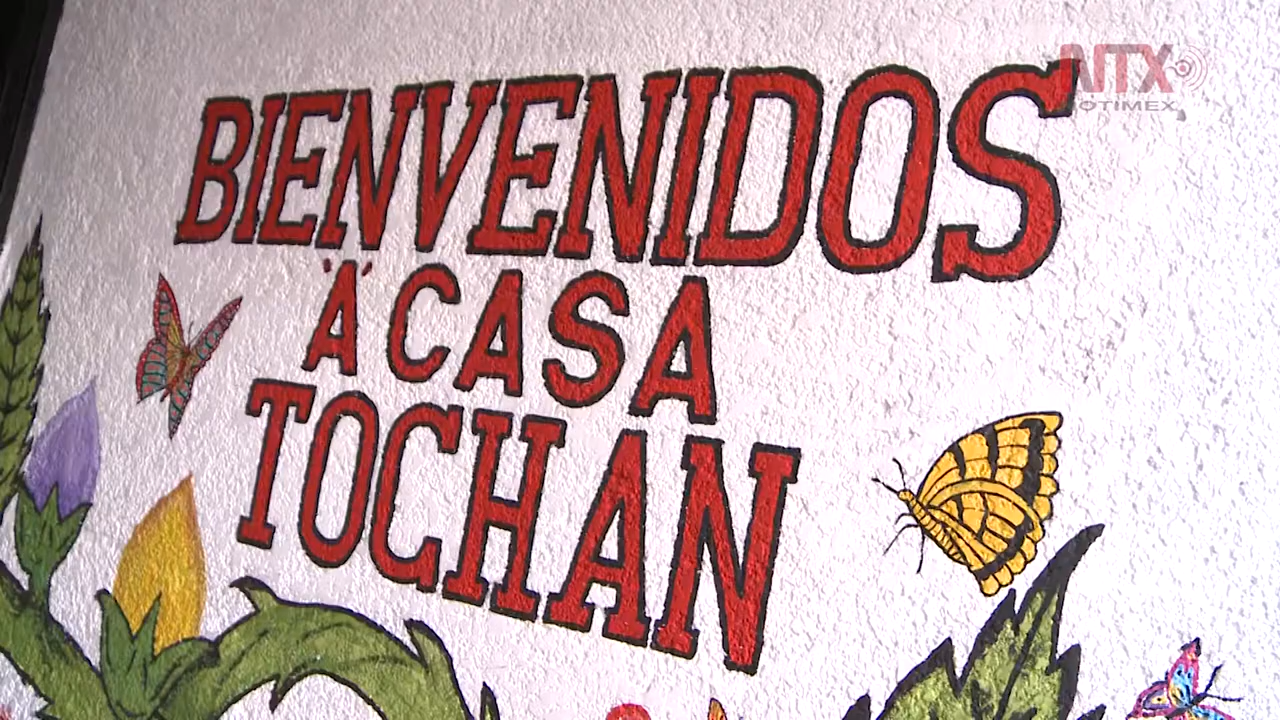 BIENVENIDOS
"A" CASA
TOCHAN
NTX
NOTIMEX